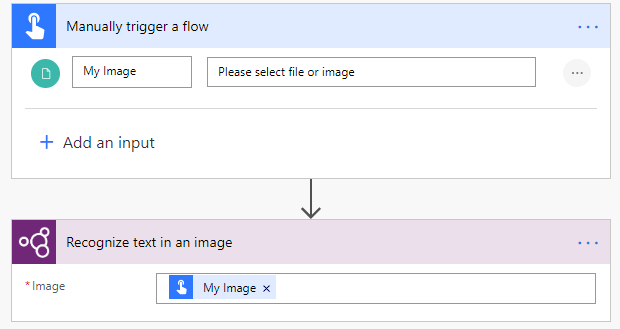 Manually trigger a flow
My Image Please select file or image
+ Add an input
Recognize text in an image
* Image My Image ×